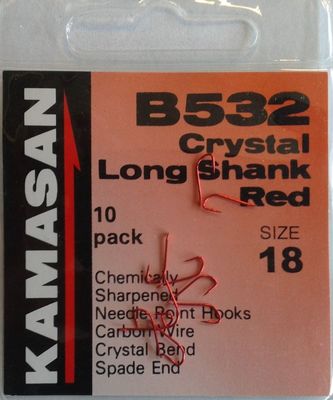 KAMASAN
B532
Crystal
Long Shank
Red
10
pack
SIZE
18
Chemically
Sharpened
Needle Point Hooks
Carbon Wire
Crystal Bend
Spade End